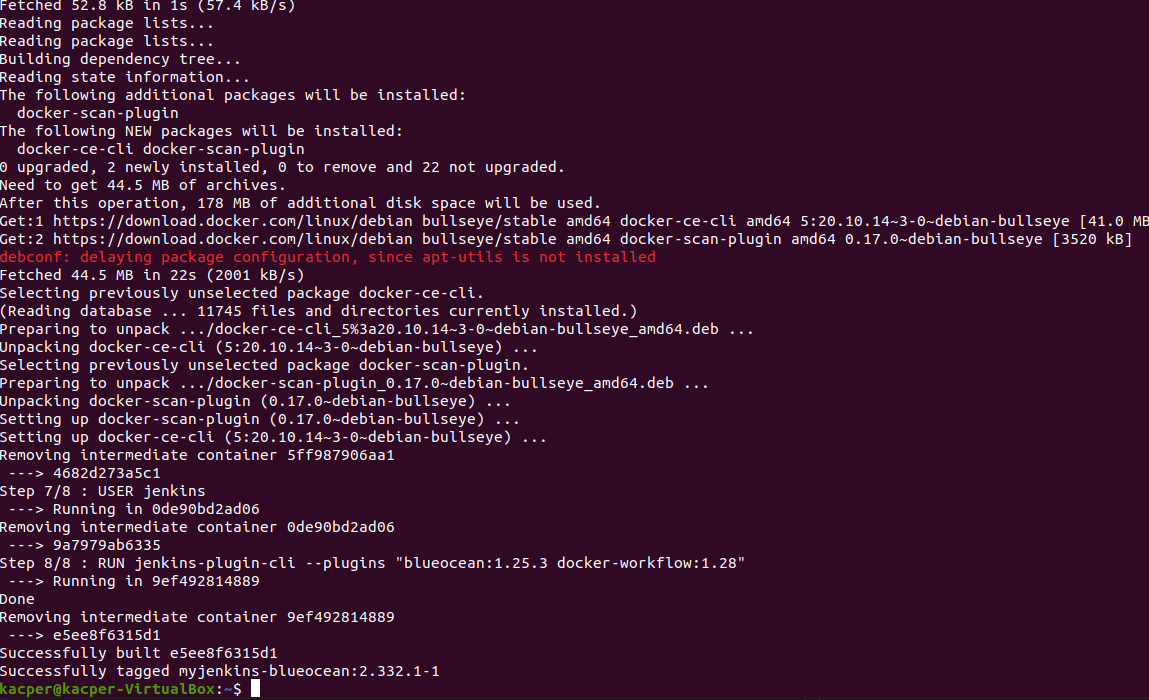 Fetched 52.8 kB in 1s (57.4 kB/s)
Reading package lists...
Reading package lists...
Building dependency tree...
Reading state information...
The following additional packages will be installed:
  docker-scan-plugin
The following NEW packages will be installed:
  docker-ce-cli docker-scan-plugin
0 upgraded, 2 newly installed, 0 to remove and 22 not upgraded.
Need to get 44.5 MB of archives.
After this operation, 178 MB of additional disk space will be used.
Get:1 https://download.docker.com/linux/debian bullseye/stable amd64 docker-ce-cli amd64 5:20.10.14~3-0~debian-bullseye [41.0 MB
Get:2 https://download.docker.com/linux/debian bullseye/stable amd64 docker-scan-plugin amd64 0.17.0~debian-bullseye [3520 kB]
debconf: delaying package configuration, since apt-utils is not installed
Fetched 44.5 MB in 22s (2001 kB/s)
Selecting previously unselected package docker-ce-cli.
(Reading database ... 11745 files and directories currently installed.)
Preparing to unpack .../docker-ce-cli_5%3a20.10.14~3-0~debian-bullseye_amd64.deb ...
Unpacking docker-ce-cli (5:20.10.14~3-0~debian-bullseye) ...
Selecting previously unselected package docker-scan-plugin.
Preparing to unpack .../docker-scan-plugin_0.17.0~debian-bullseye_amd64.deb ...
Unpacking docker-scan-plugin (0.17.0~debian-bullseye) ...
Setting up docker-scan-plugin (0.17.0~debian-bullseye) ...
Setting up docker-ce-cli (5:20.10.14~3-0~debian-bullseye) ...
Removing intermediate container 5ff987906aa1
 ---> 4682d273a5c1
Step 7/8 : USER jenkins
 ---> Running in 0de90bd2ad06
Removing intermediate container 0de90bd2ad06
 ---> 9a7979ab6335
Step 8/8 : RUN jenkins-plugin-cli --plugins "blueocean:1.25.3 docker-workflow:1.28"
 ---> Running in 9ef492814889
Done
Removing intermediate container 9ef492814889
 ---> e5ee8f6315d1
Successfully built e5ee8f6315d1
Successfully tagged myjenkins-blueocean:2.332.1-1
kacper@kacper-VirtualBox:~$